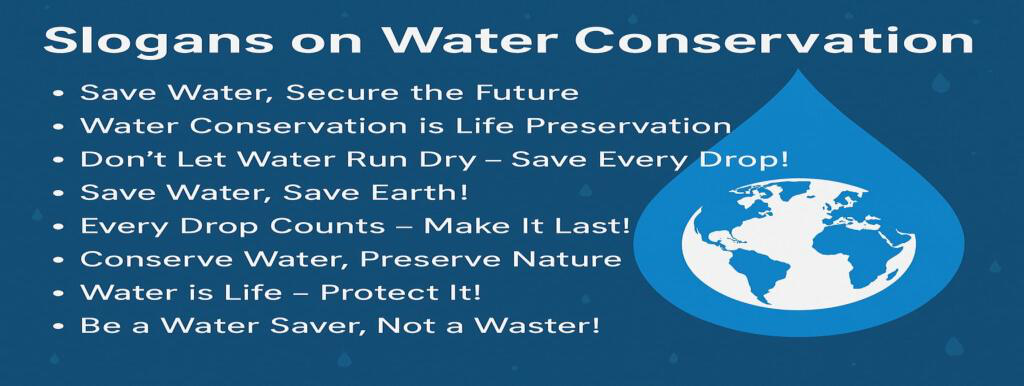 Slogans on Water Conservation
• Save Water, Secure the Future
• Water Conservation is Life Preservation
• Don't Let Water Run Dry – Save Every Drop!
• Save Water, Save Earth!
• Every Drop Counts – Make It Last!
• Conserve Water, Preserve Nature
• Water is Life – Protect It!
• Be a Water Saver, Not a Waster!